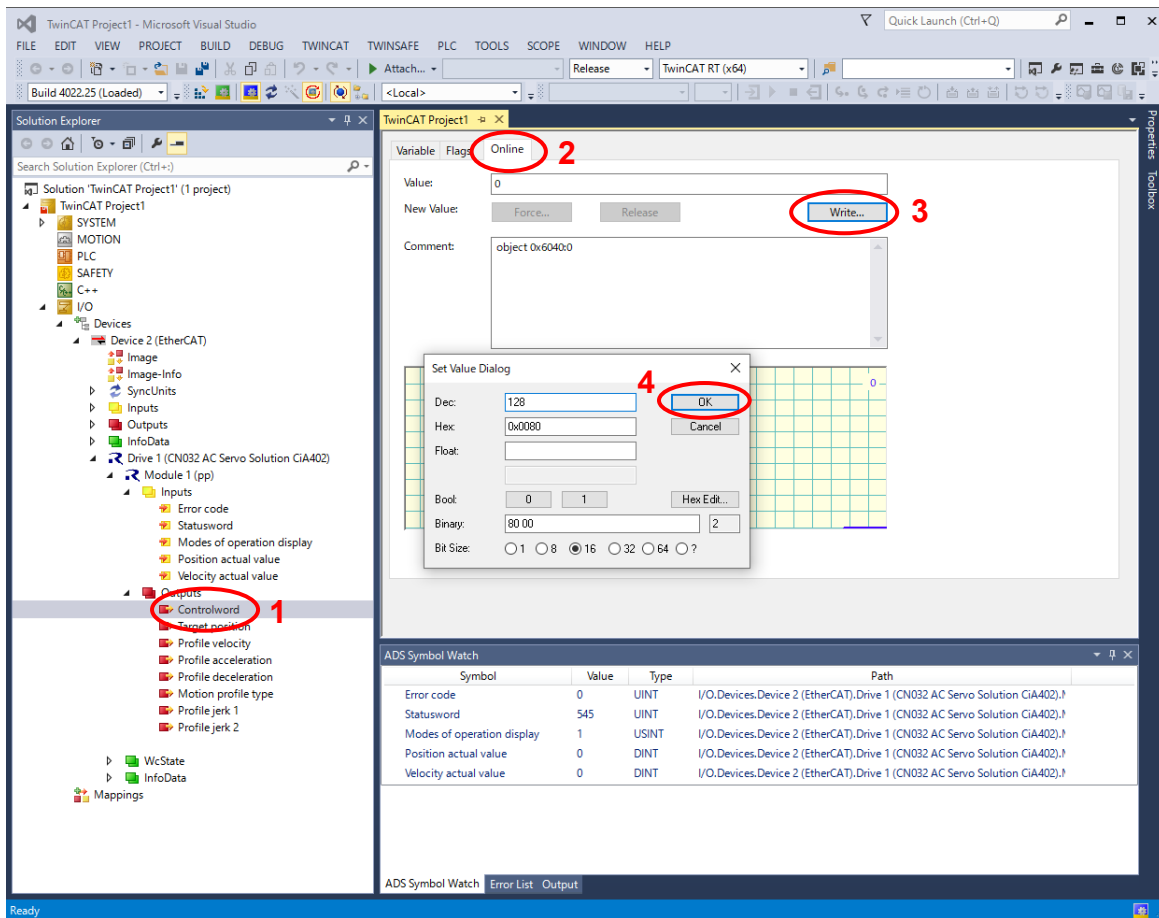 TwinCAT Project1 - Microsoft Visual Studio
Quick Launch (Ctrl+Q)
FILE EDIT VIEW PROJECT BUILD DEBUG TWINCAT TWINSAFE PLC TOOLS SCOPE WINDOW HELP
Attach... Release TwinCAT RT (x64)
Build 4022.25 (Loaded) <Local>
Solution Explorer
Search Solution Explorer (Ctrl+;)
Solution 'TwinCAT Project1' (1 project)
TwinCAT Project1
SYSTEM
MOTION
PLC
SAFETY
C++
I/O
Devices
Device 2 (EtherCAT)
Image
Image-Info
SyncUnits
Inputs
Outputs
InfoData
Drive 1 (CN032 AC Servo Solution CiA402)
Module 1 (pp)
Inputs
Error code
Statusword
Modes of operation display
Position actual value
Velocity actual value
Outputs
Controlword 1
Target position
Profile velocity
Profile acceleration
Profile deceleration
Motion profile type
Profile jerk 1
Profile jerk 2
WcState
InfoData
Mappings
TwinCAT Project1
Variable Flags Online 2
Value: 0
New Value: Force... Release Write... 3
Comment: object 0x6040:0
0
Set Value Dialog
4
Dec: 128 OK
Hex: 0x0080 Cancel
Float:
Bool: 0 1 Hex Edit...
Binary: 80 00 2
Bit Size: 1 8 16 32 64 ?
ADS Symbol Watch
Symbol Value Type Path
Error code 0 UINT I/O.Devices.Device 2 (EtherCAT).Drive 1 (CN032 AC Servo Solution CiA402).
Statusword 545 UINT I/O.Devices.Device 2 (EtherCAT).Drive 1 (CN032 AC Servo Solution CiA402).
Modes of operation display 1 USINT I/O.Devices.Device 2 (EtherCAT).Drive 1 (CN032 AC Servo Solution CiA402).
Position actual value 0 DINT I/O.Devices.Device 2 (EtherCAT).Drive 1 (CN032 AC Servo Solution CiA402).
Velocity actual value 0 DINT I/O.Devices.Device 2 (EtherCAT).Drive 1 (CN032 AC Servo Solution CiA402).
ADS Symbol Watch Error List Output
Ready
Properties
Toolbox